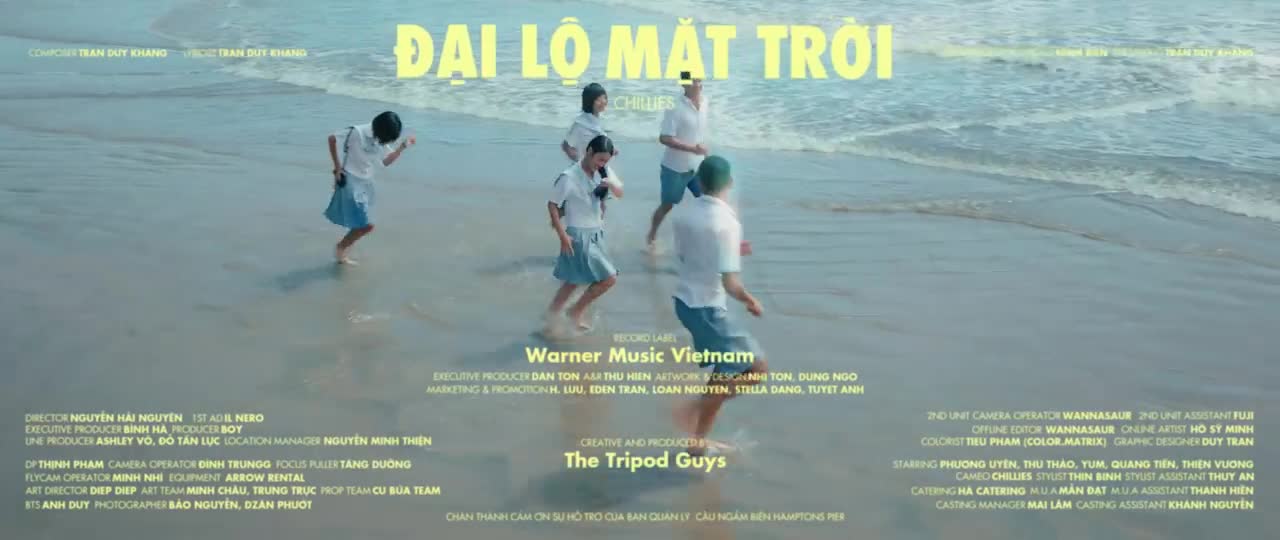 ĐẠI LỘ MẶT TRỜI
COMPOSER TRAN DUY KHANG LYRICIST TRAN DUY KHANG
TRAN DUY KHANG
CHILLIES
RECORD LABEL
Warner Music Vietnam
EXECUTIVE PRODUCER DAN TON A&R THU HIEN ARTWORK & DESIGN NHI TON, DUNG NGO
MARKETING & PROMOTION H. LUU, EDEN TRAN, LOAN NGUYEN, STELLA DANG, TUYET ANH
DIRECTOR NGUYỄN HẢI NGUYÊN 1ST AD IL NERO
EXECUTIVE PRODUCER BÌNH HÀ PRODUCER BOY
LINE PRODUCER ASHLEY VÕ, ĐỖ TẤN LỰC LOCATION MANAGER NGUYỄN MINH THIỆN
DP THỊNH PHẠM CAMERA OPERATOR ĐÌNH TRUNGG FOCUS PULLER TĂNG DƯỠNG
FLYCAM OPERATOR MINH NHÍ EQUIPMENT ARROW RENTAL
ART DIRECTOR DIEP DIEP ART TEAM MINH CHÂU, TRUNG TRỰC PROP TEAM CU BÚA TEAM
BTS ANH DUY PHOTOGRAPHER BẢO NGUYÊN, DZĂN PHƯỚT
CREATIVE AND PRODUCED BY
The Tripod Guys
2ND UNIT CAMERA OPERATOR WANNASAUR 2ND UNIT ASSISTANT FUJI
OFFLINE EDITOR WANNASAUR ONLINE ARTIST HỒ SỸ MINH
COLORIST TIEU PHAM (COLOR.MATRIX) GRAPHIC DESIGNER DUY TRAN
STARRING PHƯƠNG UYÊN, THU THẢO, YUM, QUANG TIẾN, THIỆN VƯƠNG
CAMEO CHILLIES STYLIST THIN BINH STYLIST ASSISTANT THUY AN
CATERING HÀ CATERING M.U.A MẪN ĐẠT M.U.A ASSISTANT THANH HIÊN
CASTING MANAGER MAI LÂM CASTING ASSISTANT KHÁNH NGUYÊN
CHÂN THÀNH CẢM ƠN SỰ HỖ TRỢ CỦA BAN QUẢN LÝ CẦU NGẮM BIỂN HAMPTONS PIER